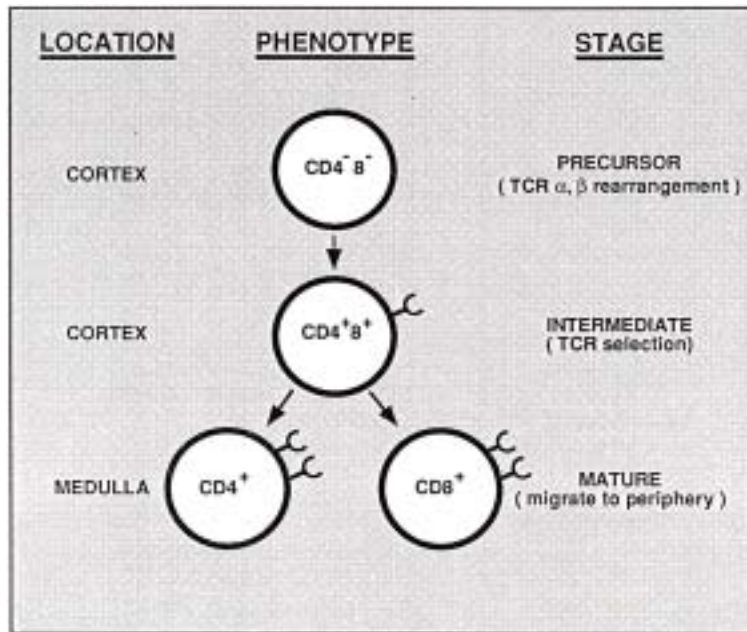 LOCATION PHENOTYPE STAGE
CORTEX CD4⁻8⁻ PRECURSOR
( TCR α, β rearrangement )
CORTEX CD4⁺8⁺ INTERMEDIATE
( TCR selection)
MEDULLA CD4⁺ CD8⁺ MATURE
( migrate to periphery )